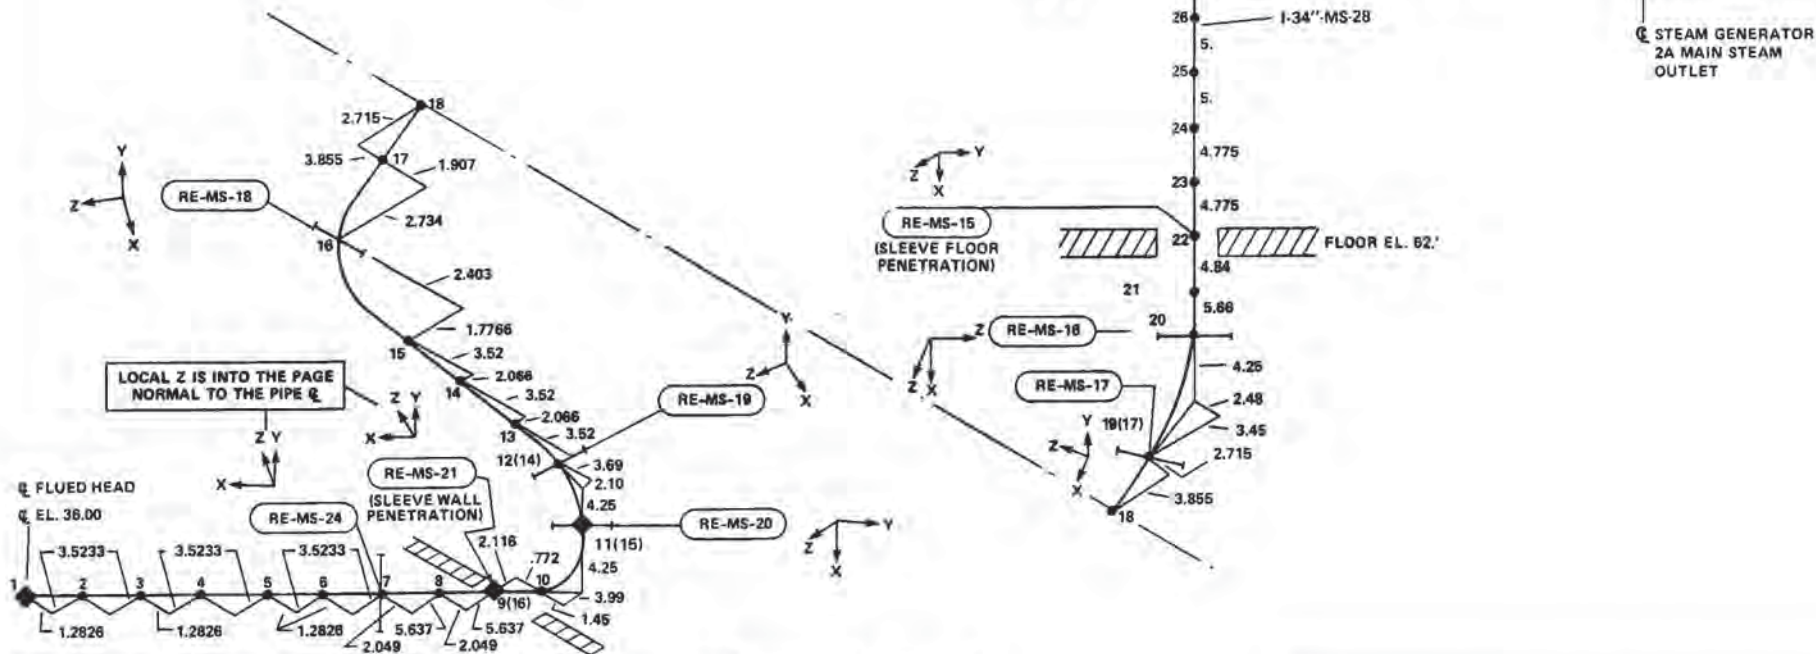 26
I-34"-MS-28
5.
25
5.
24
4.775
23
4.775
22
4.84
21
5.66
20
4.25
2.48
3.45
19(17)
2.715
3.855
18
℄ STEAM GENERATOR
2A MAIN STEAM
OUTLET
Z Y
X
RE-MS-15
(SLEEVE FLOOR
PENETRATION)
FLOOR EL. 62.'
Z
RE-MS-16
Z X
RE-MS-17
Y
Z
X
18
2.715
3.855
17
1.907
Y
Z
X
RE-MS-18
2.734
16
2.403
1.7766
15
3.52
2.066
14
3.52
2.066
13
3.52
12(14)
3.69
2.10
4.25
Y
Z
X
RE-MS-19
LOCAL Z IS INTO THE PAGE
NORMAL TO THE PIPE ℄
Z Y
X
Z Y
X
RE-MS-21
(SLEEVE WALL
PENETRATION)
RE-MS-20
11(15)
Y
Z
X
℄ FLUED HEAD
℄ EL. 36.00
RE-MS-24
2.116
.772
4.25
3.5233
3.5233
3.5233
1
2
3
4
5
6
7
8
9(16)
10
3.99
1.45
1.2826
1.2826
1.2826
2.049
5.637
2.049
5.637